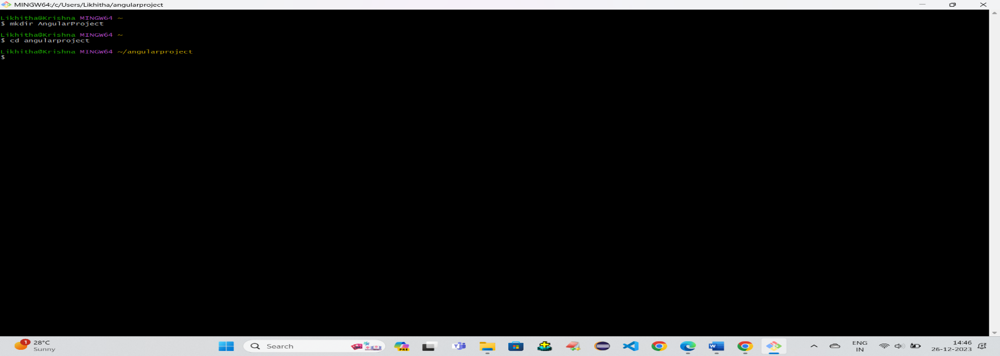 MINGW64:/c/Users/Likhitha/angularproject
Likhitha@Krishna MINGW64 ~
$ mkdir AngularProject
Likhitha@Krishna MINGW64 ~
$ cd angularproject
Likhitha@Krishna MINGW64 ~/angularproject
$
1
28°C
Sunny
Search
PRE
ENG
IN
14:46
26-12-2023